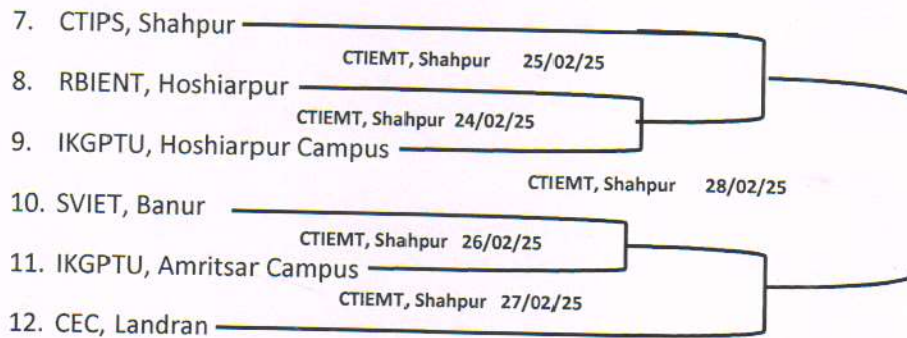 7. CTIPS, Shahpur
CTIEMT, Shahpur 25/02/25
8. RBIENT, Hoshiarpur
CTIEMT, Shahpur 24/02/25
9. IKGPTU, Hoshiarpur Campus
CTIEMT, Shahpur 28/02/25
10. SVIET, Banur
CTIEMT, Shahpur 26/02/25
11. IKGPTU, Amritsar Campus
CTIEMT, Shahpur 27/02/25
12. CEC, Landran